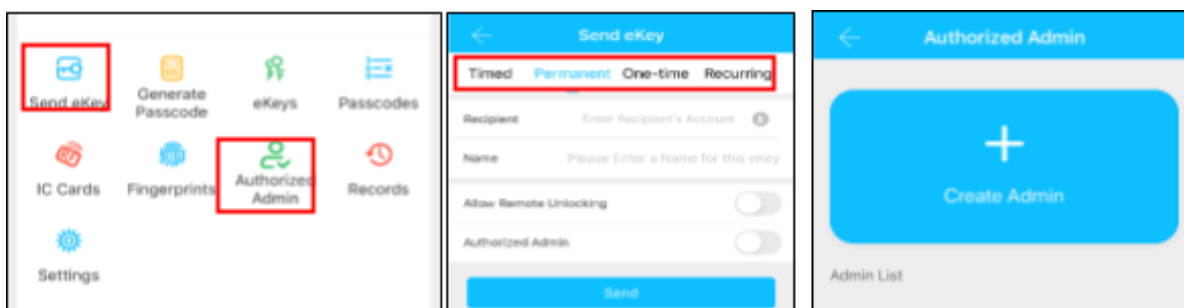 Send eKey
Generate
Passcode
eKeys
Passcodes
IC Cards
Fingerprints
Authorized
Admin
Records
Settings
Send eKey
Timed Permanent One-time Recurring
Recipient Enter Recipient's Account
Name Please Enter a Name for this eKey
Allow Remote Unlocking
Authorized Admin
Send
Authorized Admin
Create Admin
Admin List